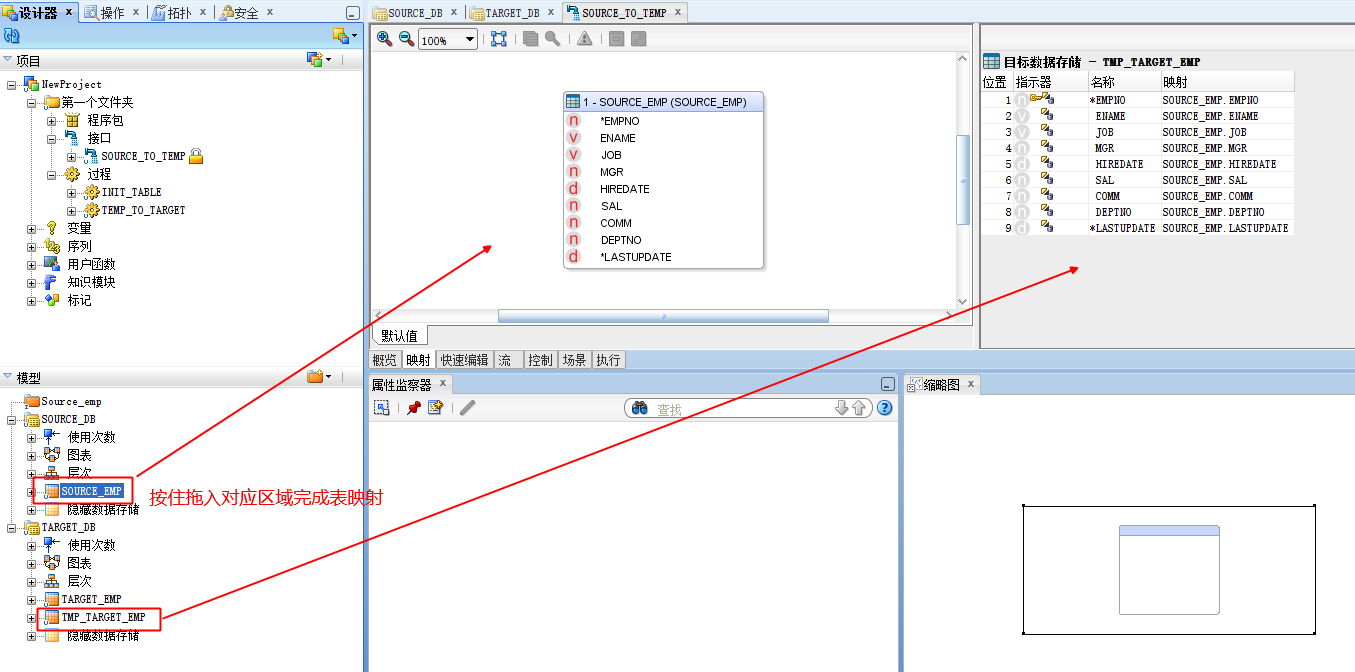 设计器 × 操作 × 拓扑 × 安全 ×
项目
NewProject
第一个文件夹
程序包
接口
SOURCE_TO_TEMP
过程
INIT_TABLE
TEMP_TO_TARGET
变量
序列
用户函数
知识模块
标记
模型
Source_emp
SOURCE_DB
使用次数
图表
层次
SOURCE_EMP
隐藏数据存储
TARGET_DB
使用次数
图表
层次
TARGET_EMP
TMP_TARGET_EMP
隐藏数据存储
按住拖入对应区域完成表映射
SOURCE_DB × TARGET_DB × SOURCE_TO_TEMP ×
100%
1 - SOURCE_EMP (SOURCE_EMP)
n *EMPNO
v ENAME
v JOB
n MGR
d HIREDATE
n SAL
n COMM
n DEPTNO
d *LASTUPDATE
默认值
概览 映射 快速编辑 流 控制 场景 执行
目标数据存储 - TMP_TARGET_EMP
位置 指示器 名称 映射
1 n *EMPNO SOURCE_EMP.EMPNO
2 v ENAME SOURCE_EMP.ENAME
3 v JOB SOURCE_EMP.JOB
4 n MGR SOURCE_EMP.MGR
5 d HIREDATE SOURCE_EMP.HIREDATE
6 n SAL SOURCE_EMP.SAL
7 n COMM SOURCE_EMP.COMM
8 n DEPTNO SOURCE_EMP.DEPTNO
9 d *LASTUPDATE SOURCE_EMP.LASTUPDATE
属性监察器 ×
查找
缩略图 ×